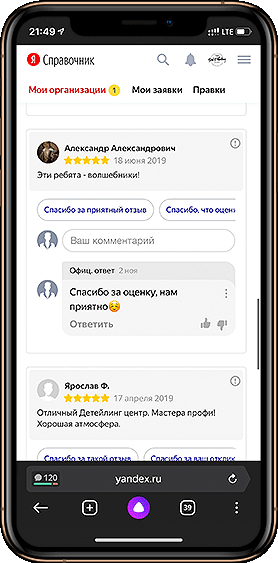 21:49
LTE
Я Справочник
Мои организации 1 Мои заявки Правки
Александр Александрович
18 июня 2019
Эти ребята - волшебники!
Спасибо за приятный отзыв Спасибо, что оцени
Ваш комментарий
Офиц. ответ 2 ноя
Спасибо за оценку, нам
приятно☺️
Ответить
Ярослав Ф.
17 апреля 2019
Отличный Детейлинг центр. Мастера профи!
Хорошая атмосфера.
Спасибо за такой отзыв Спасибо за ваш отклик
120 yandex.ru
39